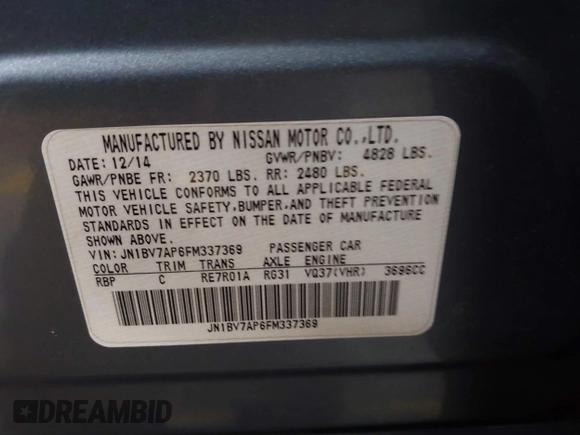 MANUFACTURED BY NISSAN MOTOR CO.,LTD.
DATE: 12/14 GVWR/PNBV: 4828 LBS.
GAWR/PNBE FR: 2370 LBS. RR: 2480 LBS.
THIS VEHICLE CONFORMS TO ALL APPLICABLE FEDERAL
MOTOR VEHICLE SAFETY,BUMPER,AND THEFT PREVENTION
STANDARDS IN EFFECT ON THE DATE OF MANUFACTURE
SHOWN ABOVE.
VIN: JN1BV7AP6FM337369 PASSENGER CAR
COLOR TRIM TRANS AXLE ENGINE
RBP C RE7R01A RG31 VQ37(VHR) 3696CC
JN1BV7AP6FM337369
DREAMBID